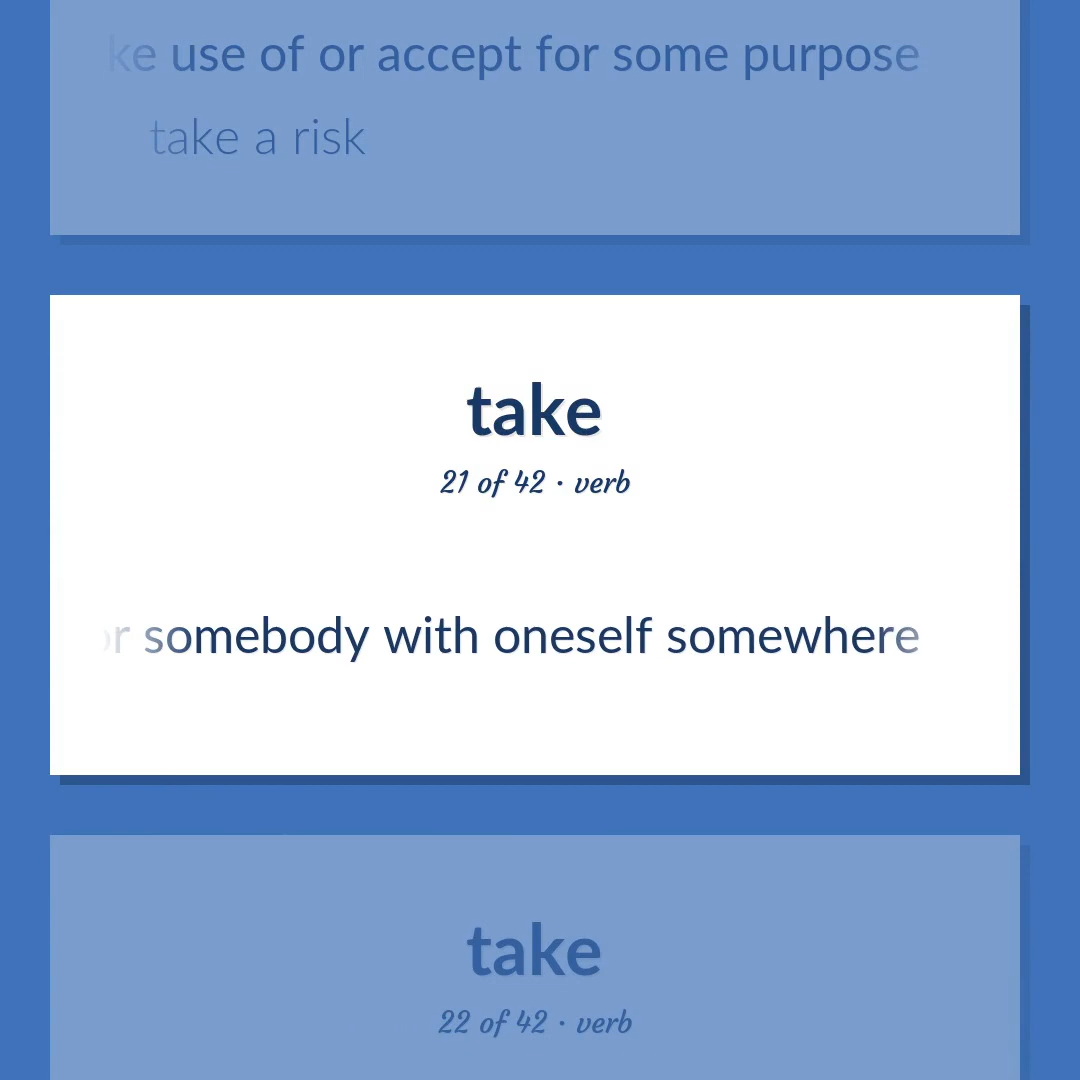 use of or accept for some purpose
take a risk
take
21 of 42 · verb
somebody with oneself somewhere
take
22 of 42 · verb